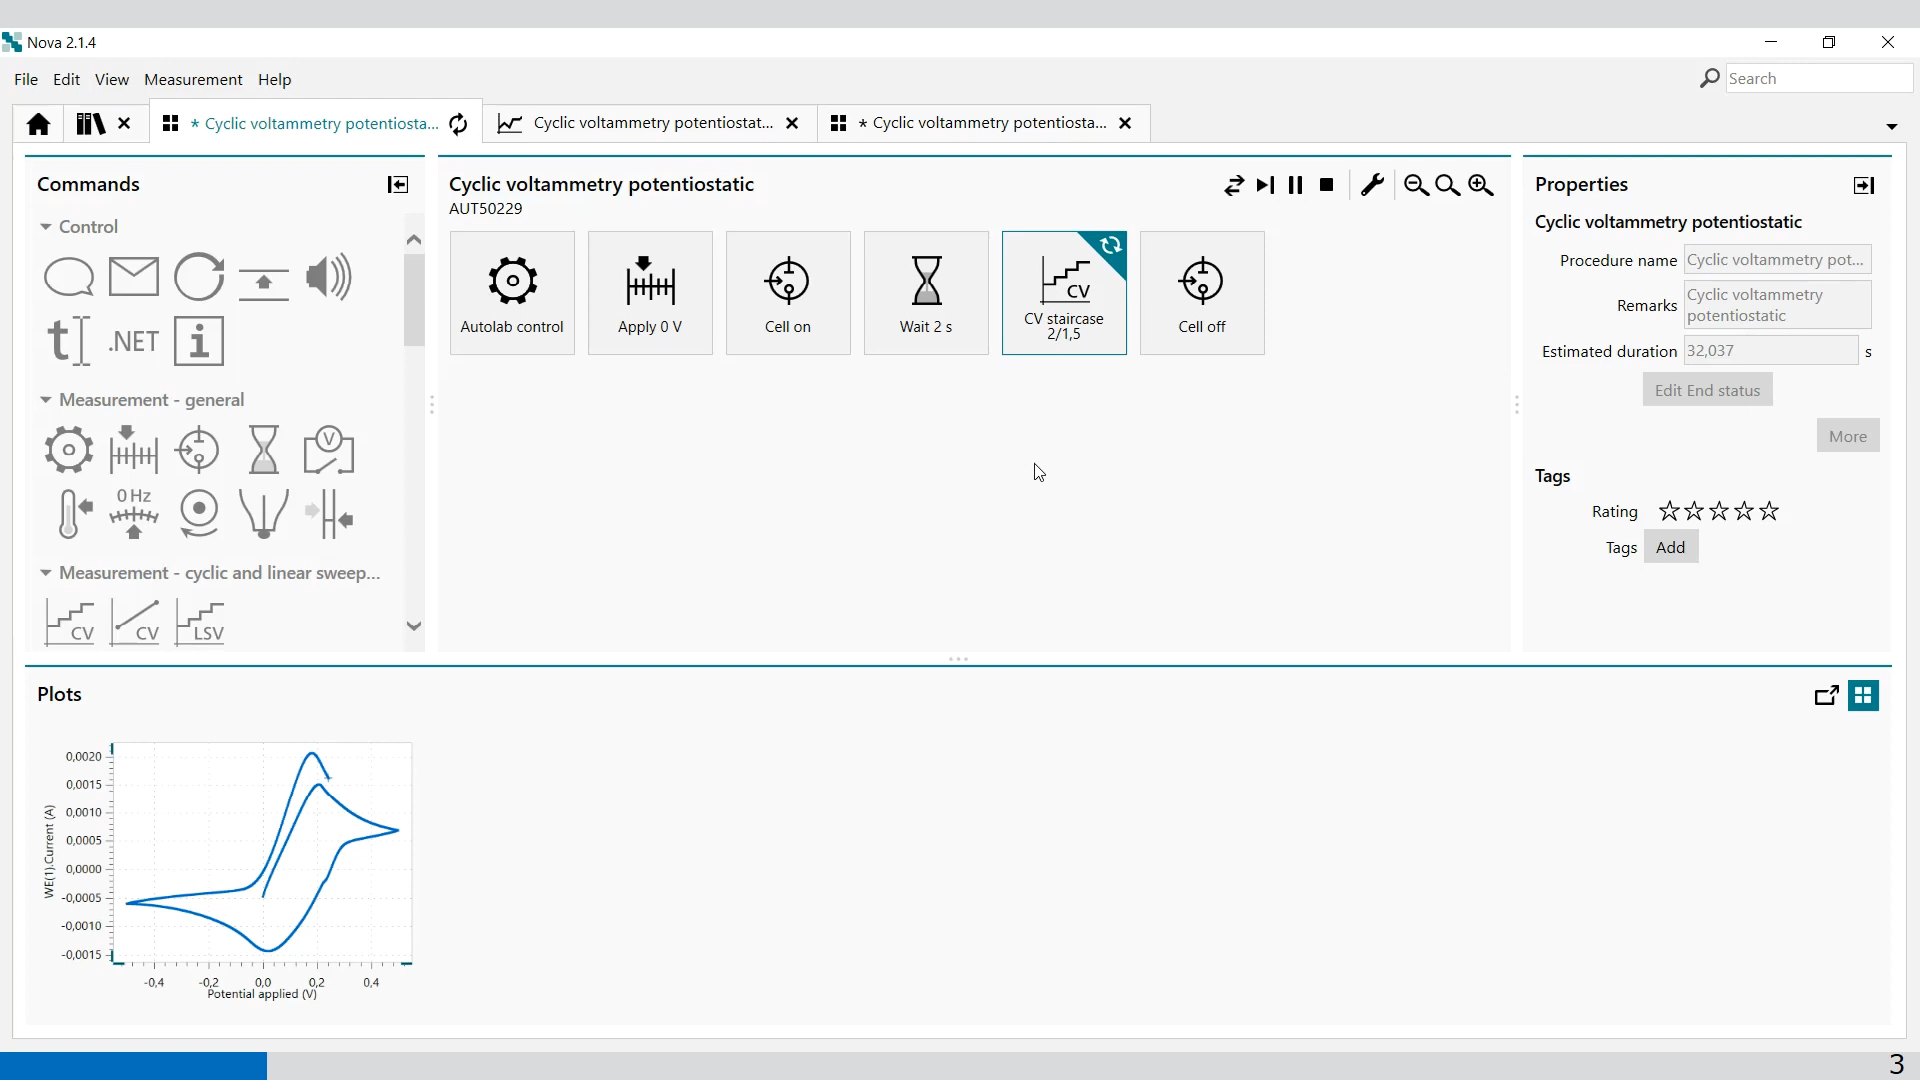 Nova 2.1.4
File Edit View Measurement Help
Search
* Cyclic voltammetry potentiosta...
Cyclic voltammetry potentiostat...
* Cyclic voltammetry potentiosta...
Commands
Control
.NET
Measurement - general
V
0 Hz
Measurement - cyclic and linear sweep...
CV
CV
LSV
Cyclic voltammetry potentiostatic
AUT50229
Autolab control
Apply 0 V
Cell on
Wait 2 s
CV
CV staircase
2/1,5
Cell off
Properties
Cyclic voltammetry potentiostatic
Procedure name Cyclic voltammetry pot...
Remarks Cyclic voltammetry
potentiostatic
Estimated duration 32,037 s
Edit End status
More
Tags
Rating
Tags Add
Plots
0,0020
0,0015
0,0010
0,0005
0,0000
-0,0005
-0,0010
-0,0015
WE(1).Current (A)
-0,4 -0,2 0,0 0,2 0,4
Potential applied (V)
3